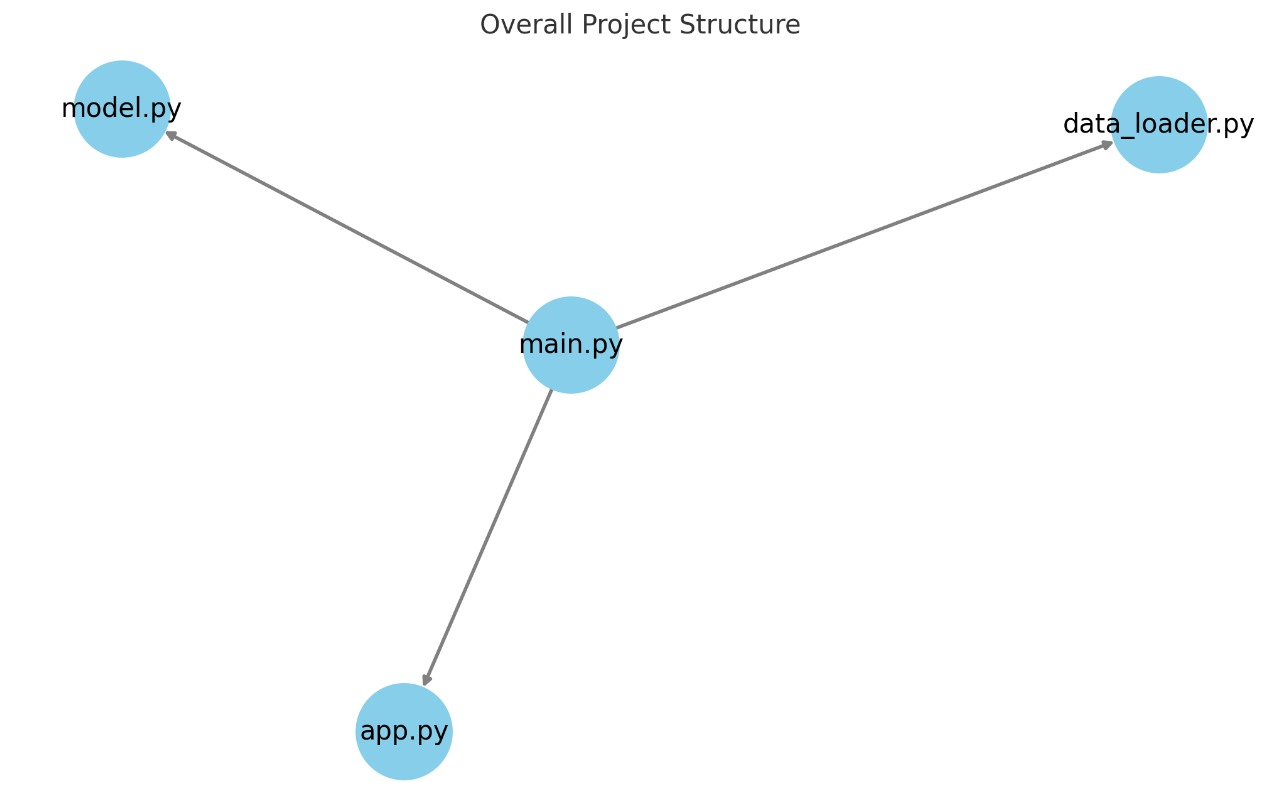 Overall Project Structure
model.py
data_loader.py
main.py
app.py